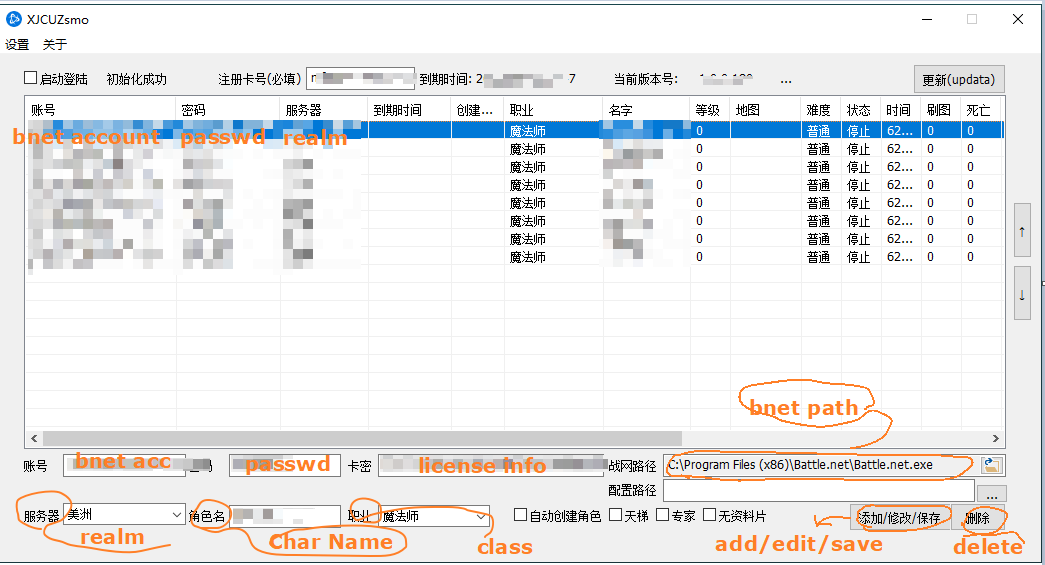 XJCUZsmo
设置 关于
启动登陆 初始化成功 注册卡号(必填) 到期时间: 2 7 当前版本号: ... 更新(updata)
账号 密码 服务器 到期时间 创建... 职业 名字 等级 地图 难度 状态 时间 刷图 死亡
bnet account passwd realm 魔法师 0 普通 停止 62... 0 0
魔法师 0 普通 停止 62... 0 0
魔法师 0 普通 停止 62... 0 0
魔法师 0 普通 停止 62... 0 0
魔法师 0 普通 停止 62... 0 0
魔法师 0 普通 停止 62... 0 0
魔法师 0 普通 停止 62... 0 0
魔法师 0 普通 停止 62... 0 0
↑
↓
bnet path
账号 bnet acc passwd 卡密 license info 战网路径 C:\Program Files (x86)\Battle.net\Battle.net.exe
配置路径 ...
服务器 美洲 角色名 职业 魔法师 自动创建角色 天梯 专家 无资料片 添加/修改/保存 删除
realm Char Name class add/edit/save delete